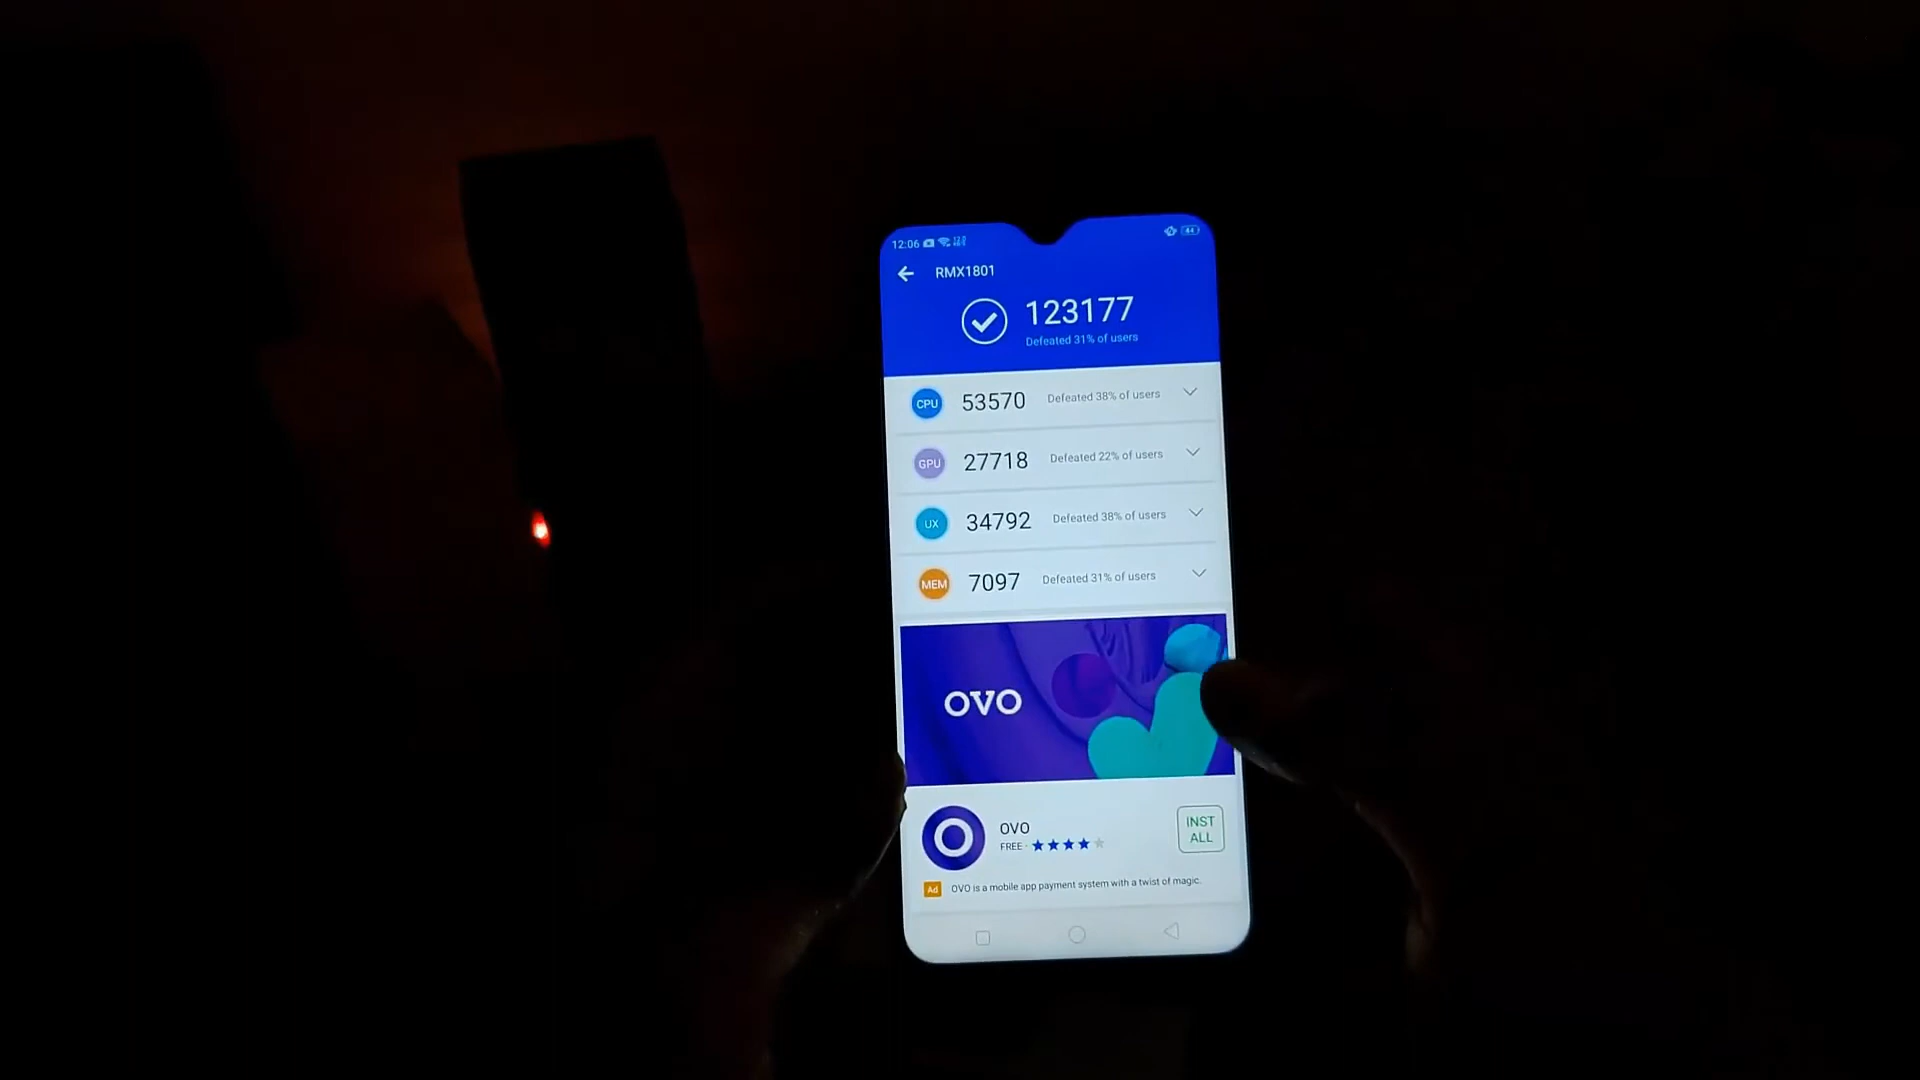 12:06
44
RMX1801
123177
Defeated 31% of users
CPU 53570 Defeated 38% of users
GPU 27718 Defeated 22% of users
UX 34792 Defeated 38% of users
MEM 7097 Defeated 31% of users
OVO
OVO
FREE
INST
ALL
Ad OVO is a mobile app payment system with a twist of magic.